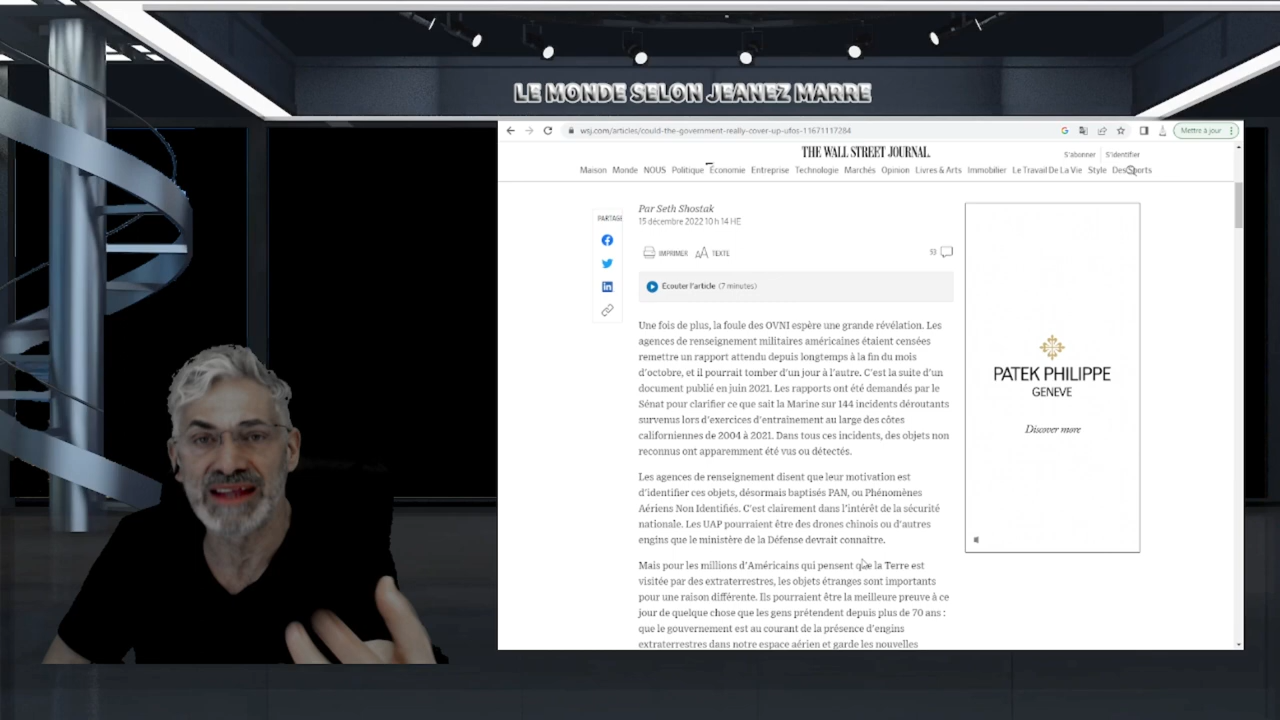 LE MONDE SELON JEANEZ MARRE
wsj.com/articles/could-the-government-really-cover-up-ufos-11671117284
Mettre à jour
THE WALL STREET JOURNAL.
S'abonner S'identifier
Maison Monde NOUS Politique Économie Entreprise Technologie Marchés Opinion Livres & Arts Immobilier Le Travail De La Vie Style Des Sports
Par Seth Shostak
15 décembre 2022 10 h 14 HE
PARTAGE
IMPRIMER AA TEXTE
93
Écouter l'article (7 minutes)
Une fois de plus, la foule des OVNI espère une grande révélation. Les
agences de renseignement militaires américaines étaient censées
remettre un rapport attendu depuis longtemps à la fin du mois
d'octobre, et il pourrait tomber d'un jour à l'autre. C'est la suite d'un
document publié en juin 2021. Les rapports ont été demandés par le
Sénat pour clarifier ce que sait la Marine sur 144 incidents déroutants
survenus lors d'exercices d'entraînement au large des côtes
californiennes de 2004 à 2021. Dans tous ces incidents, des objets non
reconnus ont apparemment été vus ou détectés.
Les agences de renseignement disent que leur motivation est
d'identifier ces objets, désormais baptisés PAN, ou Phénomènes
Aériens Non Identifiés. C'est clairement dans l'intérêt de la sécurité
nationale. Les UAP pourraient être des drones chinois ou d'autres
engins que le ministère de la Défense devrait connaître.
Mais pour les millions d'Américains qui pensent que la Terre est
visitée par des extraterrestres, les objets étranges sont importants
pour une raison différente. Ils pourraient être la meilleure preuve à ce
jour de quelque chose que les gens prétendent depuis plus de 70 ans :
que le gouvernement est au courant de la présence d'engins
extraterrestres dans notre espace aérien et garde les nouvelles
PATEK PHILIPPE
GENEVE
Discover more